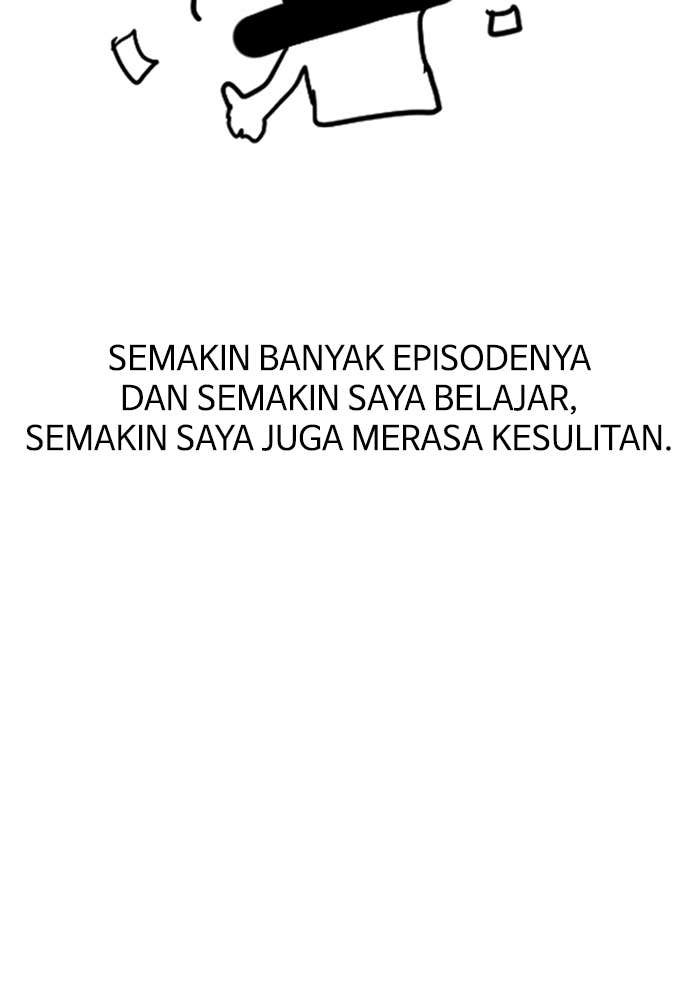 SEMAKIN BANYAK EPISODENYA
DAN SEMAKIN SAYA BELAJAR,
SEMAKIN SAYA JUGA MERASA KESULITAN.